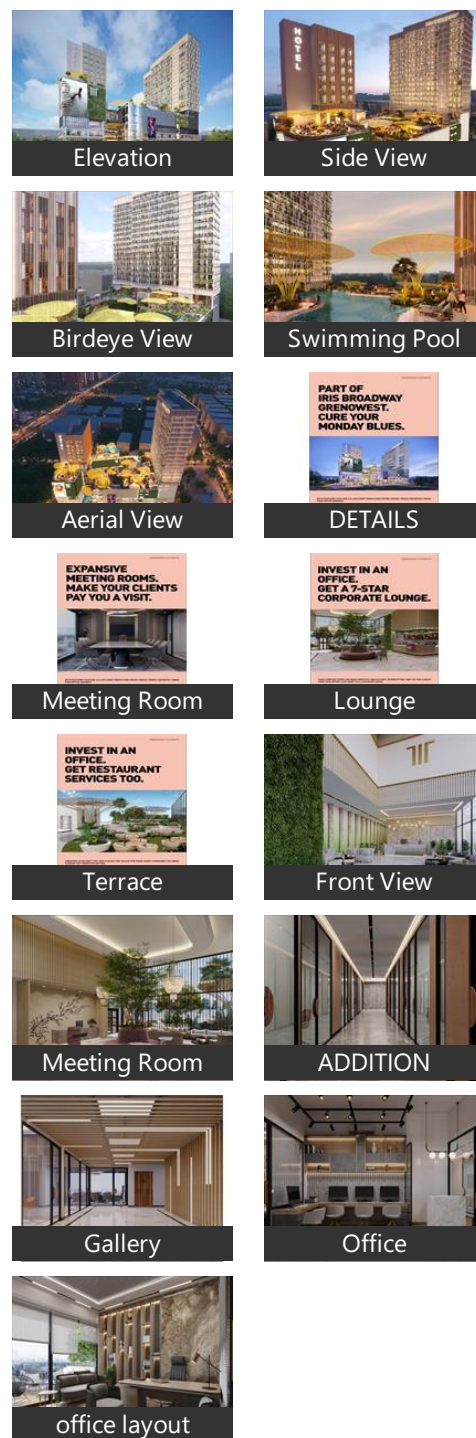 Elevation
HOTEL
Side View
Birdeye View
Swimming Pool
Aerial View
PART OF
IRIS BROADWAY
GRENOWEST.
CURE YOUR
MONDAY BLUES.
DETAILS
EXPANSIVE
MEETING ROOMS.
MAKE YOUR CLIENTS
PAY YOU A VISIT.
Meeting Room
INVEST IN AN
OFFICE.
GET A 7-STAR
CORPORATE LOUNGE.
Lounge
INVEST IN AN
OFFICE.
GET RESTAURANT
SERVICES TOO.
Terrace
Front View
Meeting Room
ADDITION
Gallery
Office
office layout